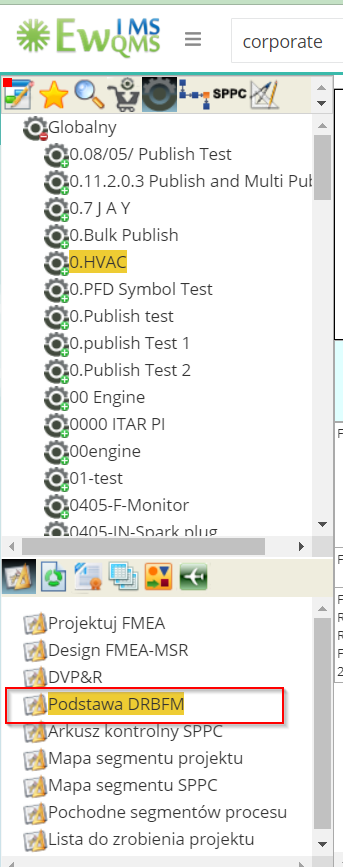 EwIMS
QMS
corporate
SPPC
Globalny
0.08/05/ Publish Test
0.11.2.0.3 Publish and Multi Pub
0.7 J A Y
0.Bulk Publish
0.HVAC
0.PFD Symbol Test
0.Publish test
0.publish Test 1
0.Publish Test 2
00 Engine
0000 ITAR PI
00engine
01-test
0405-F-Monitor
0405-IN-Spark plug
Projektuj FMEA
Design FMEA-MSR
DVP&R
Podstawa DRBFM
Arkusz kontrolny SPPC
Mapa segmentu projektu
Mapa segmentu SPPC
Pochodne segmentów procesu
Lista do zrobienia projektu